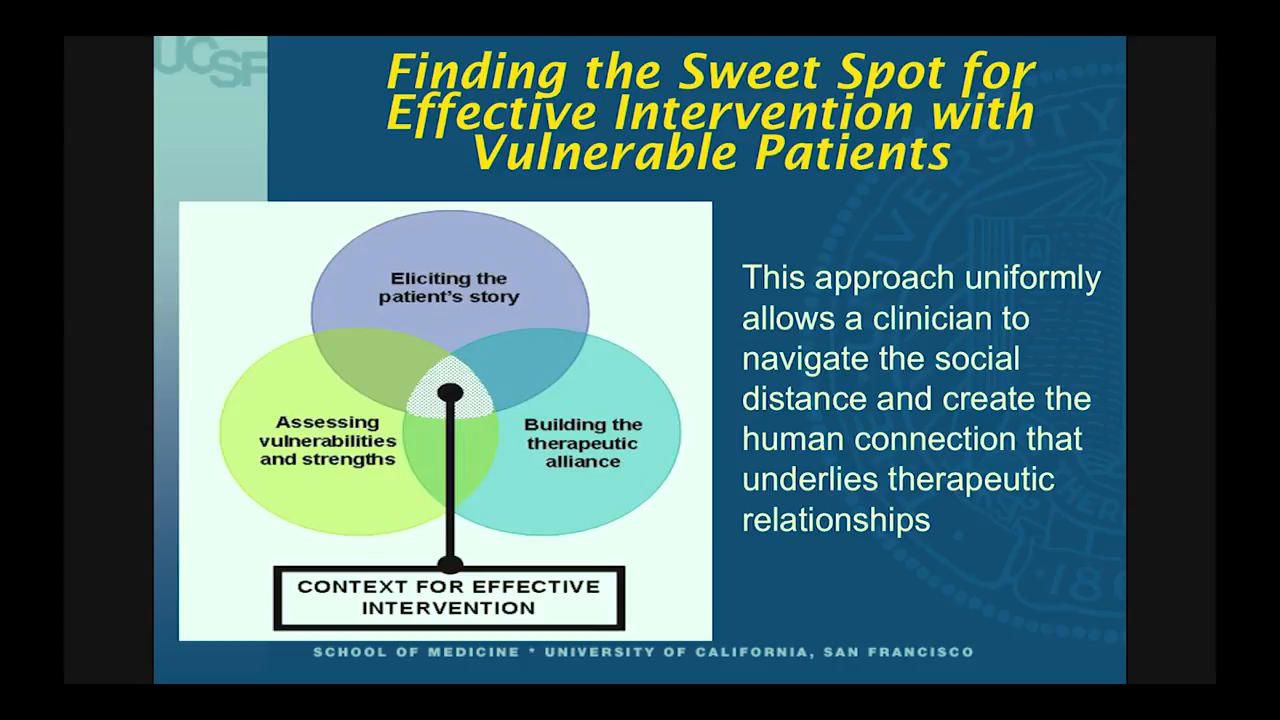 UCSF
Finding the Sweet Spot for
Effective Intervention with
Vulnerable Patients
Eliciting the
patient's story
Assessing
vulnerabilities
and strengths
Building the
therapeutic
alliance
CONTEXT FOR EFFECTIVE
INTERVENTION
This approach uniformly
allows a clinician to
navigate the social
distance and create the
human connection that
underlies therapeutic
relationships
SCHOOL OF MEDICINE * UNIVERSITY OF CALIFORNIA, SAN FRANCISCO